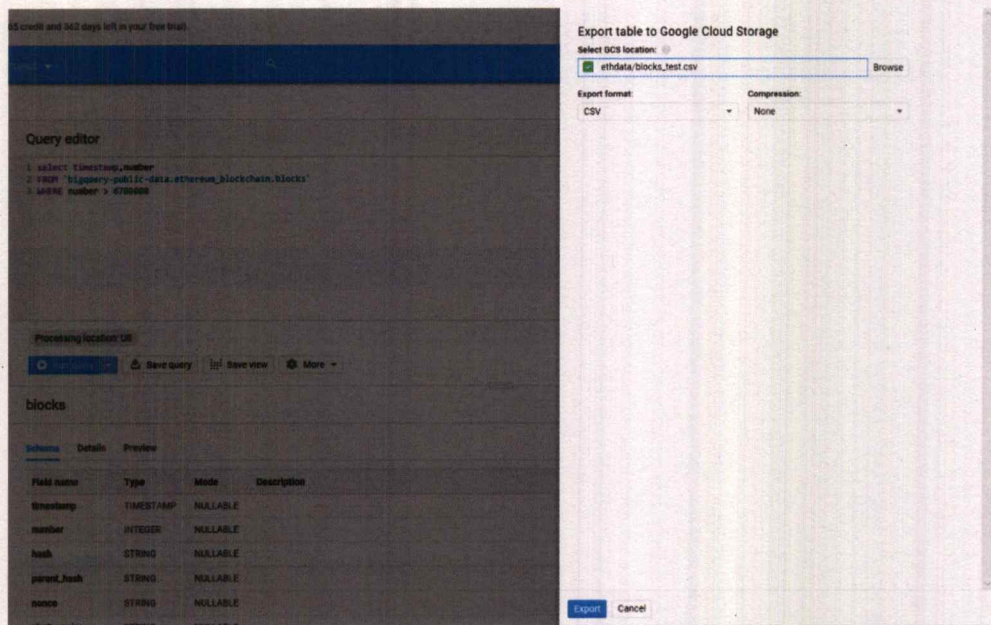 credit and 362 days left in your free trial.
Query editor
1 select timestamp,number
2 FROM `bigquery-public-data.ethereum_blockchain.blocks`
3 WHERE number > 6700000
Processing location: US
Run query
Save query
Save view
More
blocks
Schema Details Preview
Field name Type Mode Description
timestamp TIMESTAMP NULLABLE
number INTEGER NULLABLE
hash STRING NULLABLE
parent_hash STRING NULLABLE
nonce STRING NULLABLE
Export table to Google Cloud Storage
Select GCS location:
ethdata/blocks_test.csv Browse
Export format: Compression:
CSV None
Export Cancel